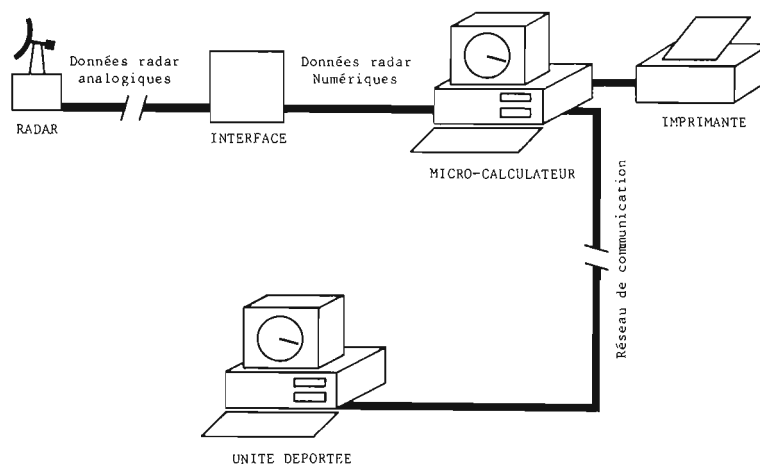 Données radar
analogiques
Données radar
Numériques
RADAR
INTERFACE
IMPRIMANTE
MICRO-CALCULATEUR
Réseau de communication
UNITE DEPORTEE